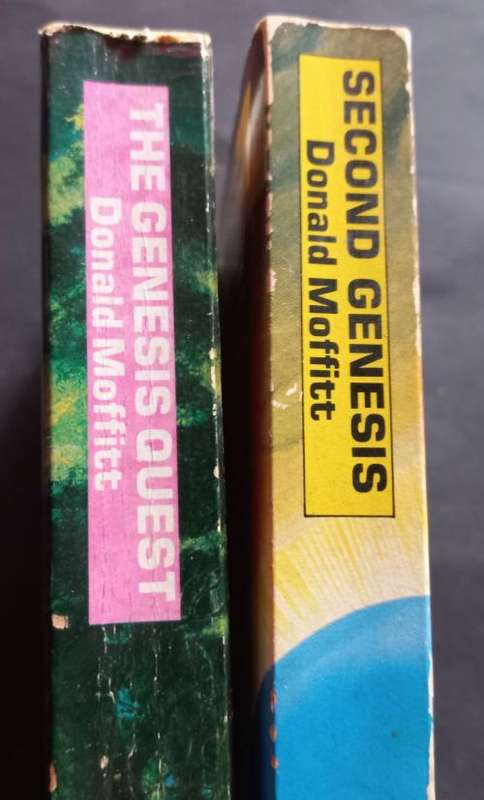 THE GENESIS QUEST
Donald Moffitt
SECOND GENESIS
Donald Moffitt